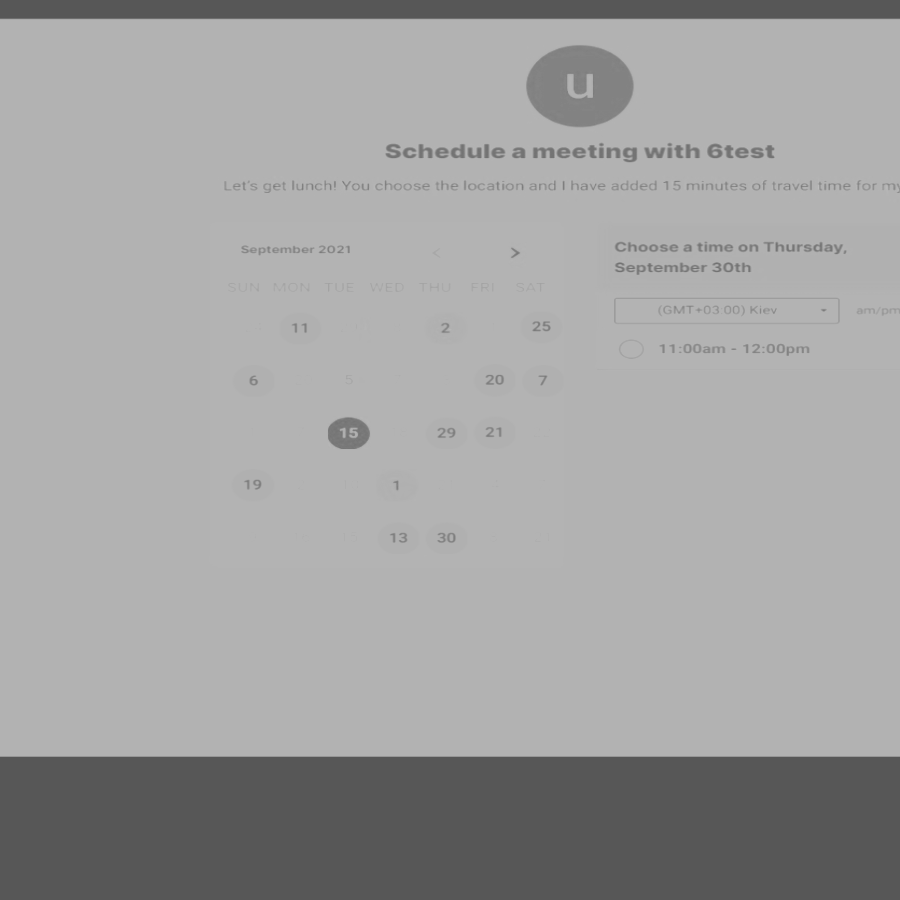 u
Schedule a meeting with 6test
Let's get lunch! You choose the location and I have added 15 minutes of travel time for my
September 2021 < >
SUN MON TUE WED THU FRI SAT
11 2 25
6 5 20 7
15 29 21
19 1
13 30
Choose a time on Thursday,
September 30th
(GMT+03:00) Kiev am/pm
11:00am - 12:00pm